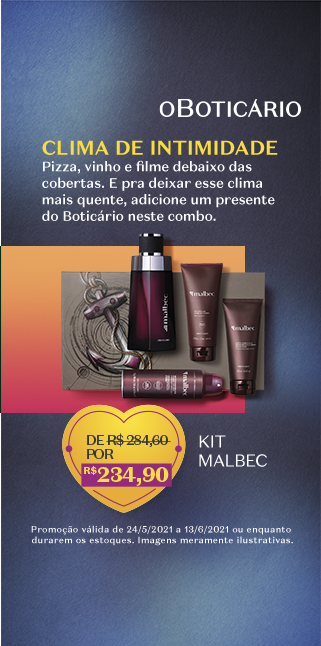 oBoticário
CLIMA DE INTIMIDADE
Pizza, vinho e filme debaixo das
cobertas. E pra deixar esse clima
mais quente, adicione um presente
do Boticário neste combo.
malbec
malbec
malbec
malbec
DE R$ 284,60
POR
R$234,90
KIT
MALBEC
Promoção válida de 24/5/2021 a 13/6/2021 ou enquanto
durarem os estoques. Imagens meramente ilustrativas.